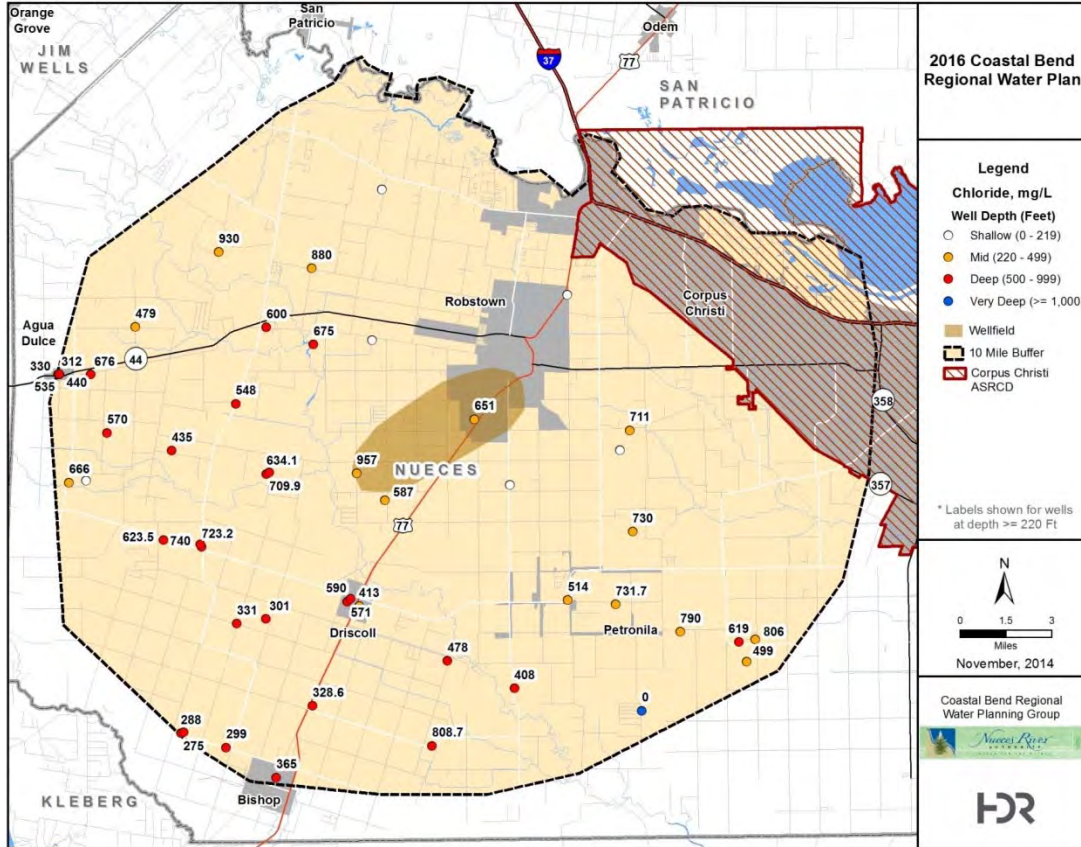 Orange
Grove
San
Patricio
JIM
WELLS
Odem
37
77
SAN
PATRICIO
930
880
Robstown
Corpus
Christi
479
600
675
Agua
Dulce
44
330
312
676
535
440
548
358
570
435
651
711
666
634.1
709.9
957
NUECES
587
357
77
730
623.5
740
723.2
590
413
571
Driscoll
514
731.7
Petronila
331
301
790
619
806
499
478
408
328.6
0
288
275
299
808.7
365
Bishop
KLEBERG
2016 Coastal Bend
Regional Water Plan
Legend
Chloride, mg/L
Well Depth (Feet)
Shallow (0 - 219)
Mid (220 - 499)
Deep (500 - 999)
Very Deep (>= 1,000)
Wellfield
10 Mile Buffer
Corpus Christi
ASRCD
* Labels shown for wells
at depth >= 220 Ft
N
0 1.5 3
Miles
November, 2014
Coastal Bend Regional
Water Planning Group
Nueces River
AUTHORITY
HDR